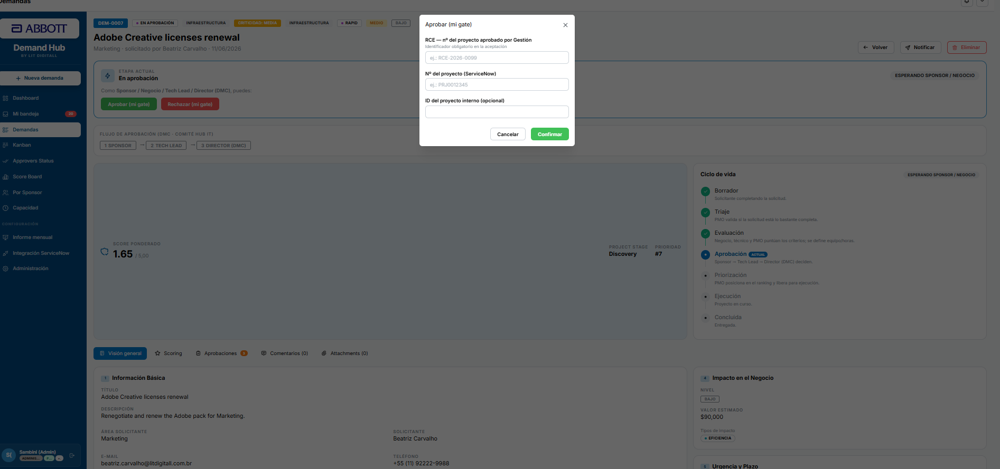 Demandas
ABBOTT
Demand Hub
BY LIT DIGITALL
Nueva demanda
Dashboard
Mi bandeja 20
Demandas
Kanban
Approvers Status
Score Board
Por Sponsor
Capacidad
CONFIGURACIÓN
Informe mensual
Integración ServiceNow
Administración
S( Sambini (Admin)
ADMINIS... P...
DEM-0007 EN APROBACIÓN INFRAESTRUCTURA CRITICIDAD: MEDIA INFRAESTRUCTURA RAPID MEDIO BAJO
Adobe Creative licenses renewal
Marketing · solicitado por Beatriz Carvalho · 11/06/2026
Volver Notificar Eliminar
ETAPA ACTUAL
En aprobación
ESPERANDO SPONSOR / NEGOCIO
Como Sponsor / Negocio / Tech Lead / Director (DMC), puedes:
Aprobar (mi gate) Rechazar (mi gate)
FLUJO DE APROBACIÓN (DMC · COMITÉ HUB IT)
1 SPONSOR → 2 TECH LEAD → 3 DIRECTOR (DMC)
Aprobar (mi gate)
RCE — nº del proyecto aprobado por Gestión
Identificador obligatorio en la aceptación
ej.: RCE-2026-0099
Nº del proyecto (ServiceNow)
ej.: PRJ0012345
ID del proyecto interno (opcional)
Cancelar Confirmar
SCORE PONDERADO
1.65 / 5,00
PROJECT STAGE
Discovery
PRIORIDAD
#7
Ciclo de vida
ESPERANDO SPONSOR / NEGOCIO
Borrador
Solicitante completando la solicitud.
Triaje
PMO valida si la solicitud está lo bastante completa.
Evaluación
Negocio, técnico y PMO puntúan los criterios; se define equipo/horas.
Aprobación ACTUAL
Sponsor → Tech Lead → Director (DMC) deciden.
Priorización
PMO posiciona en el ranking y libera para ejecución.
Ejecución
Proyecto en curso.
Concluida
Entregada.
Visión general Scoring Aprobaciones 3 Comentarios (0) Attachments (0)
1 Información Básica
TÍTULO
Adobe Creative licenses renewal
DESCRIPCIÓN
Renegotiate and renew the Adobe pack for Marketing.
ÁREA SOLICITANTE
Marketing
SOLICITANTE
Beatriz Carvalho
E-MAIL
beatriz.carvalho@litdigitall.com.br
TELÉFONO
+55 (11) 92222-9988
4 Impacto en el Negocio
NIVEL
BAJO
VALOR ESTIMADO
$90,000
Tipos de impacto
EFICIENCIA
5 Urgencia y Plazo